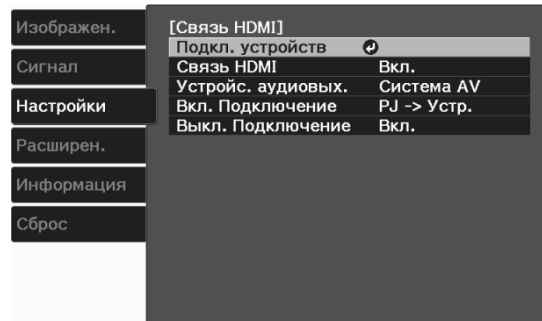 Изображен.
Сигнал
Настройки
Расширен.
Информация
Сброс
[Связь HDMI]
Подкл. устройств
Связь HDMI Вкл.
Устройс. аудиовых. Система AV
Вкл. Подключение PJ -> Устр.
Выкл. Подключение Вкл.